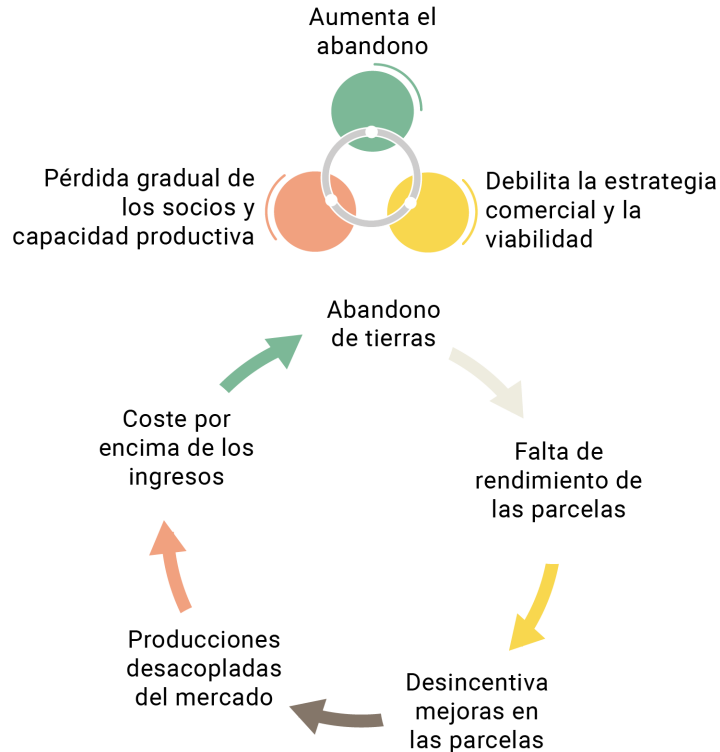 Aumenta el
abandono
Pérdida gradual de
los socios y
capacidad productiva
Debilita la estrategia
comercial y la
viabilidad
Abandono
de tierras
Falta de
rendimiento de
las parcelas
Desincentiva
mejoras en
las parcelas
Producciones
desacopladas
del mercado
Coste por
encima de los
ingresos